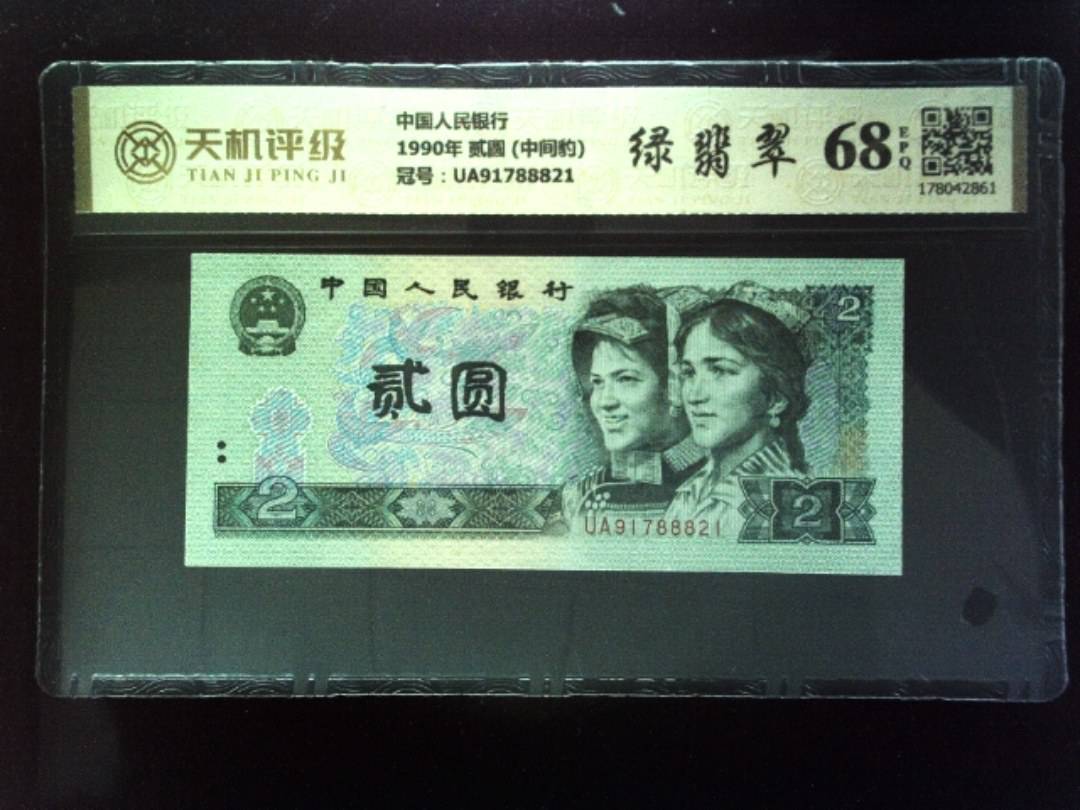 天机评级
TIAN JI PING JI
中国人民银行
1990年 贰圆 (中间豹)
冠号：UA91788821
绿翡翠
68
EPQ
178042861
中国人民银行
2
贰圆
2
UA91788821
2